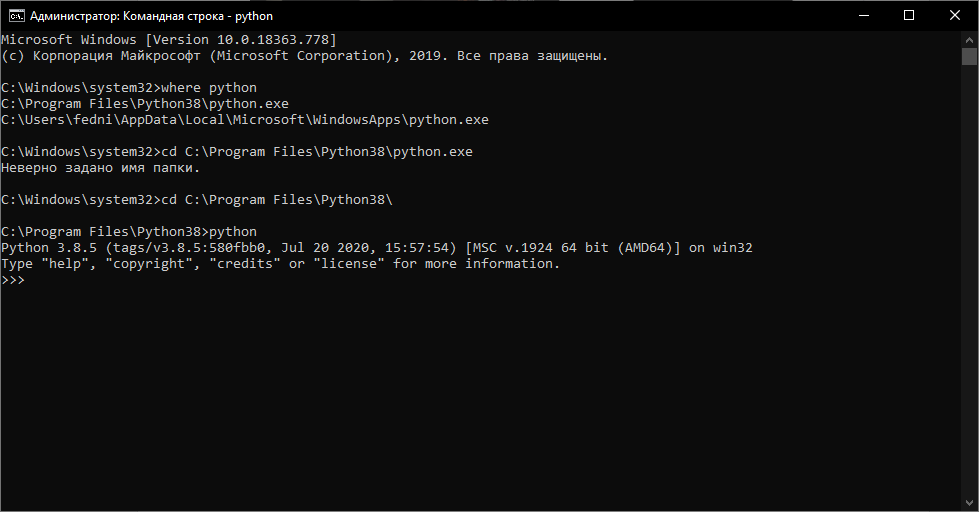 Администратор: Командная строка - python
Microsoft Windows [Version 10.0.18363.778]
(c) Корпорация Майкрософт (Microsoft Corporation), 2019. Все права защищены.
C:\Windows\system32>where python
C:\Program Files\Python38\python.exe
C:\Users\fedni\AppData\Local\Microsoft\WindowsApps\python.exe
C:\Windows\system32>cd C:\Program Files\Python38\python.exe
Неверно задано имя папки.
C:\Windows\system32>cd C:\Program Files\Python38\
C:\Program Files\Python38>python
Python 3.8.5 (tags/v3.8.5:580fbb0, Jul 20 2020, 15:57:54) [MSC v.1924 64 bit (AMD64)] on win32
Type "help", "copyright", "credits" or "license" for more information.
>>>